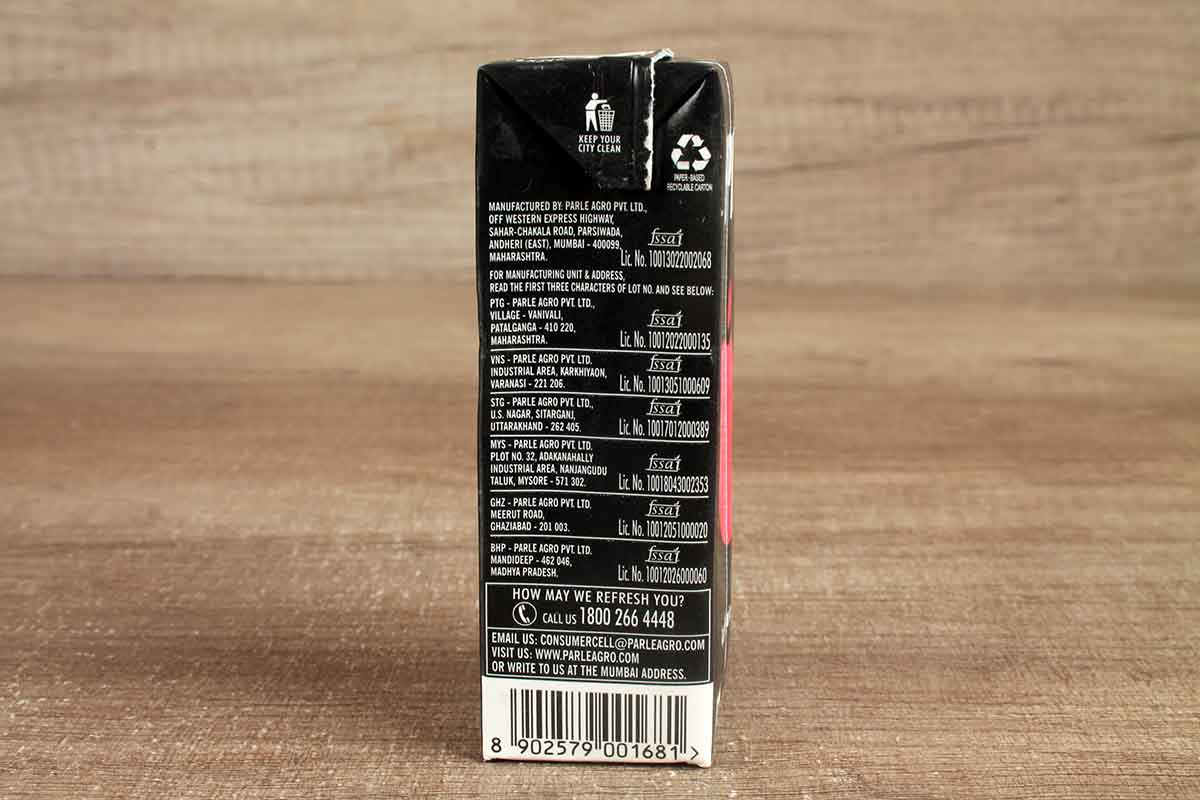 KEEP YOUR
CITY CLEAN
PAPER-BASED
RECYCLABLE CARTON
MANUFACTURED BY: PARLE AGRO PVT. LTD.,
OFF WESTERN EXPRESS HIGHWAY,
SAHAR-CHAKALA ROAD, PARSIWADA,
ANDHERI (EAST), MUMBAI - 400099,
MAHARASHTRA.
fssai
Lic. No. 10013022002068
FOR MANUFACTURING UNIT & ADDRESS,
READ THE FIRST THREE CHARACTERS OF LOT NO. AND SEE BELOW:
PTG - PARLE AGRO PVT. LTD.,
VILLAGE - VANIVALI,
PATALGANGA - 410 220,
MAHARASHTRA.
fssai
Lic. No. 10012022000135
VNS - PARLE AGRO PVT. LTD.
INDUSTRIAL AREA, KARKHIYAON,
VARANASI - 221 206.
fssai
Lic. No. 10013051000609
STG - PARLE AGRO PVT. LTD.,
U.S. NAGAR, SITARGANJ,
UTTARAKHAND - 262 405.
fssai
Lic. No. 10017012000389
MYS - PARLE AGRO PVT. LTD.
PLOT NO. 32, ADAKANAHALLY
INDUSTRIAL AREA, NANJANGUDU
TALUK, MYSORE - 571 302.
fssai
Lic. No. 10018043002353
GHZ - PARLE AGRO PVT. LTD.
MEERUT ROAD,
GHAZIABAD - 201 003.
fssai
Lic. No. 10012051000020
BHP - PARLE AGRO PVT. LTD.
MANDIDEEP - 462 046,
MADHYA PRADESH.
fssai
Lic. No. 10012026000060
HOW MAY WE REFRESH YOU?
CALL US 1800 266 4448
EMAIL US: CONSUMERCELL@PARLEAGRO.COM
VISIT US: WWW.PARLEAGRO.COM
OR WRITE TO US AT THE MUMBAI ADDRESS.
8 902579 001681 >